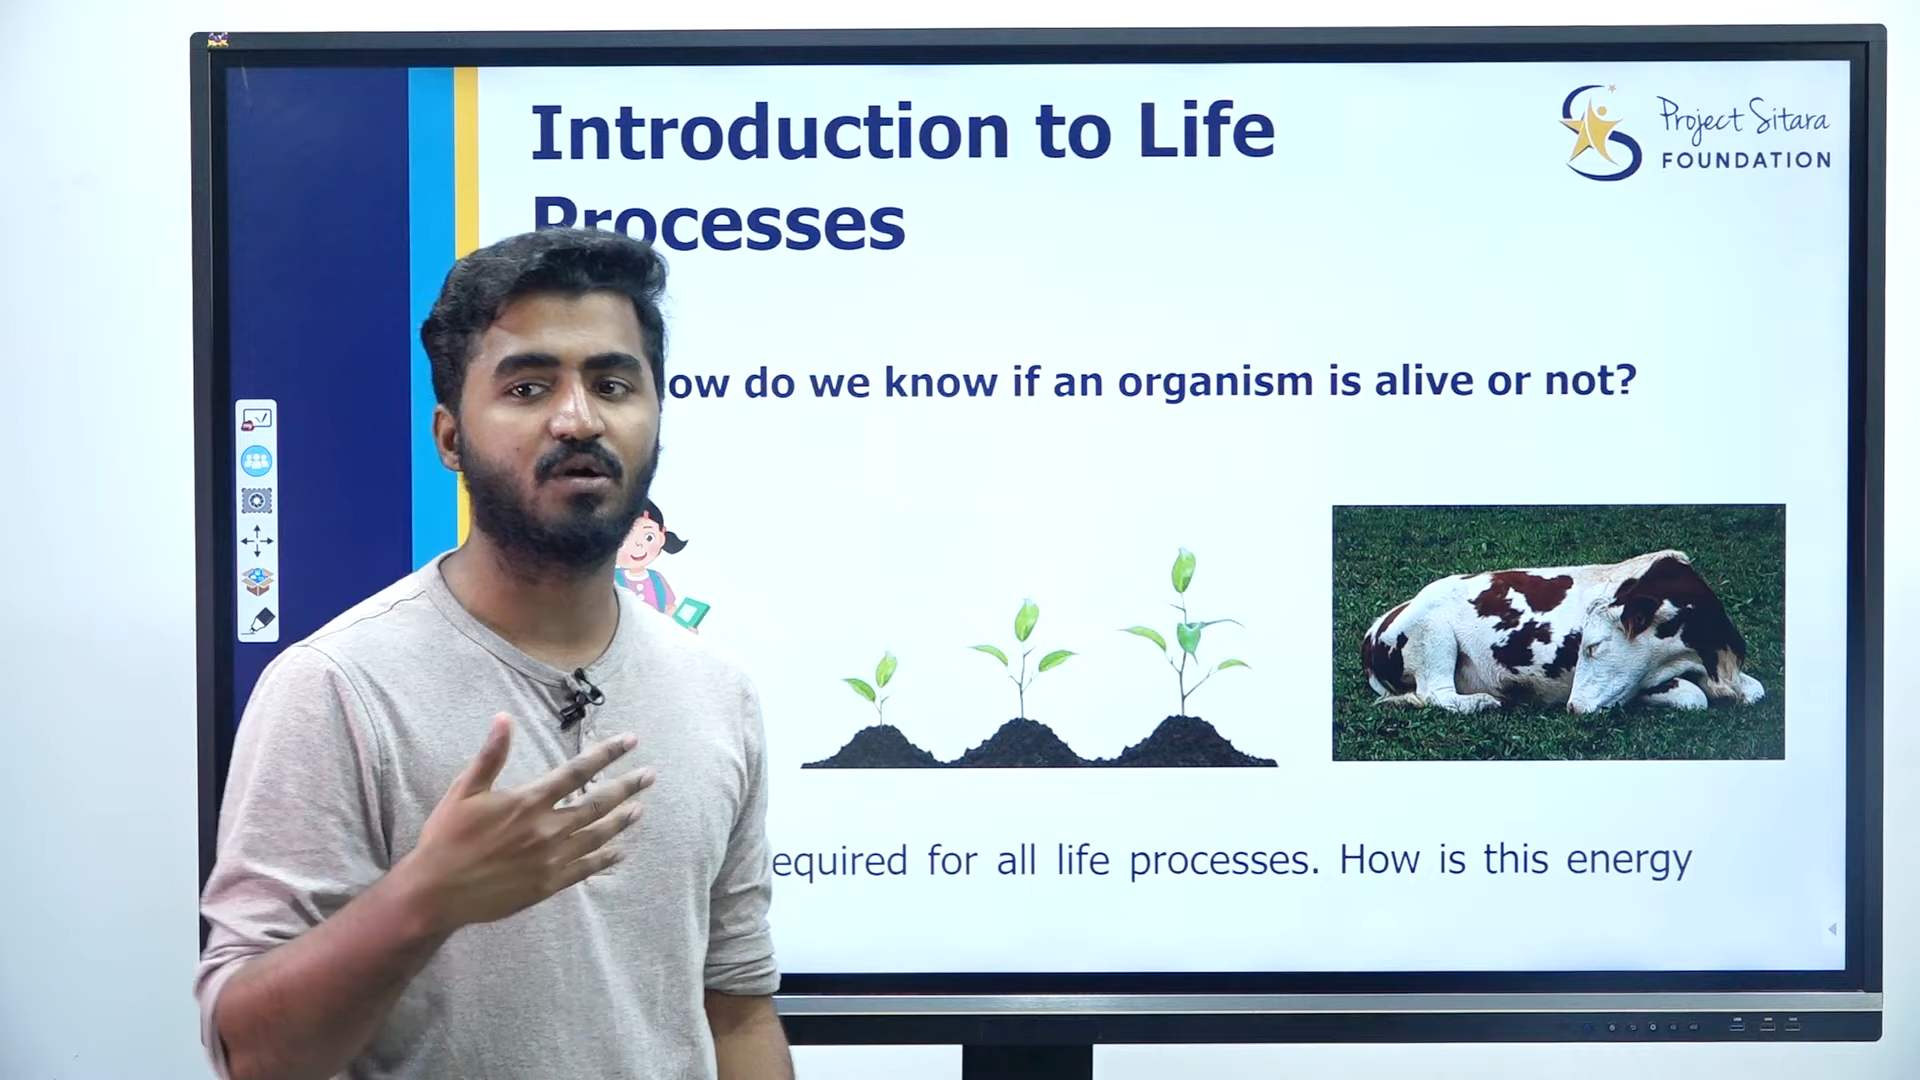 Introduction to Life
Processes
Project Sitara
FOUNDATION
ow do we know if an organism is alive or not?
equired for all life processes. How is this energy